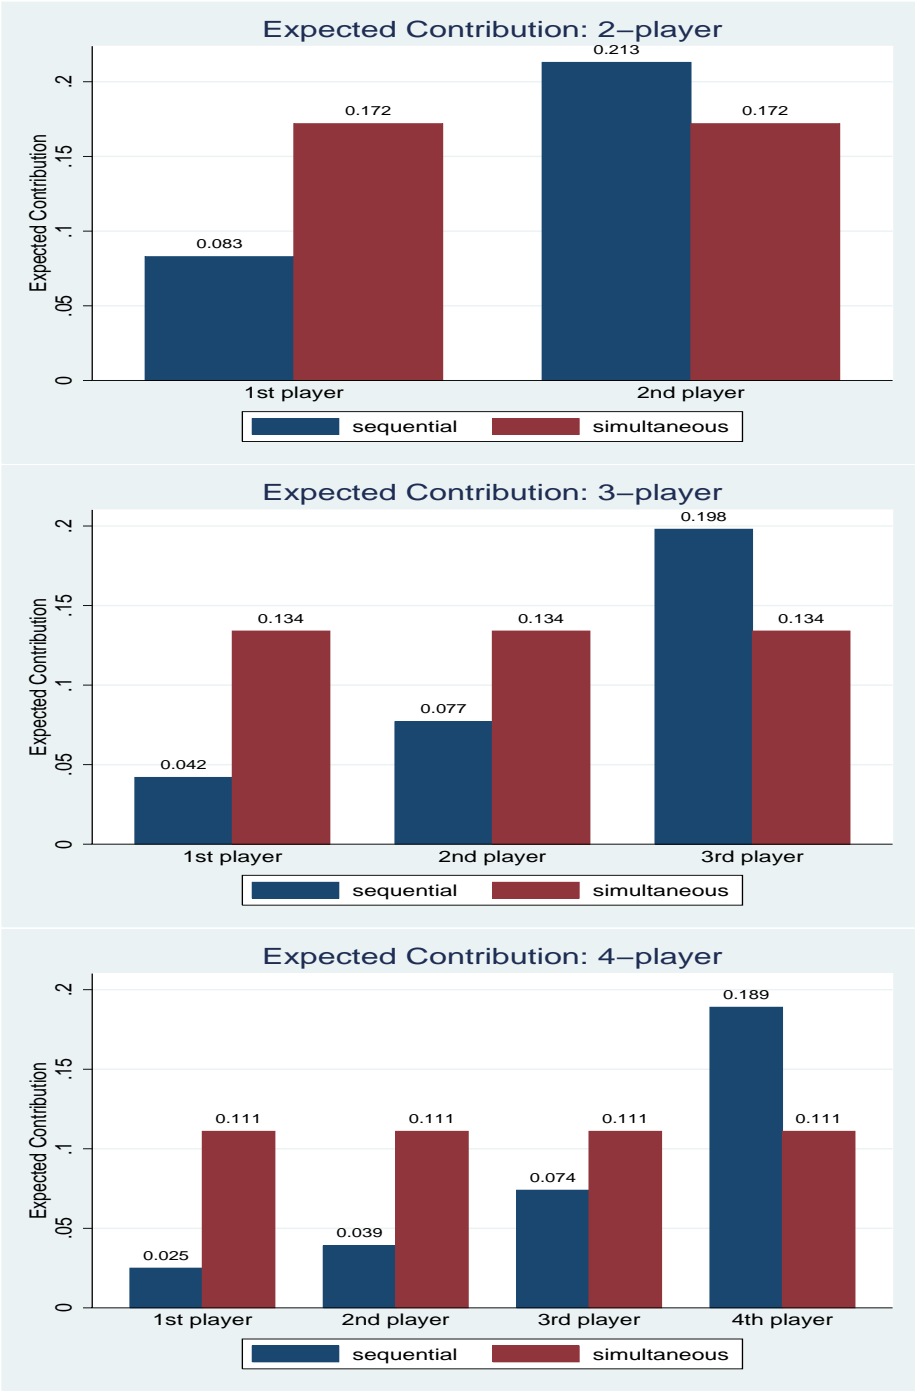 Expected Contribution: 2−player
0.213
0.172
0.172
0.083
Expected Contribution
0
.05
.1
.15
.2
1st player
2nd player
sequential
simultaneous
Expected Contribution: 3−player
0.198
0.134
0.134
0.134
0.077
0.042
Expected Contribution
0
.05
.1
.15
.2
1st player
2nd player
3rd player
sequential
simultaneous
Expected Contribution: 4−player
0.189
0.111
0.111
0.111
0.111
0.074
0.039
0.025
Expected Contribution
0
.05
.1
.15
.2
1st player
2nd player
3rd player
4th player
sequential
simultaneous